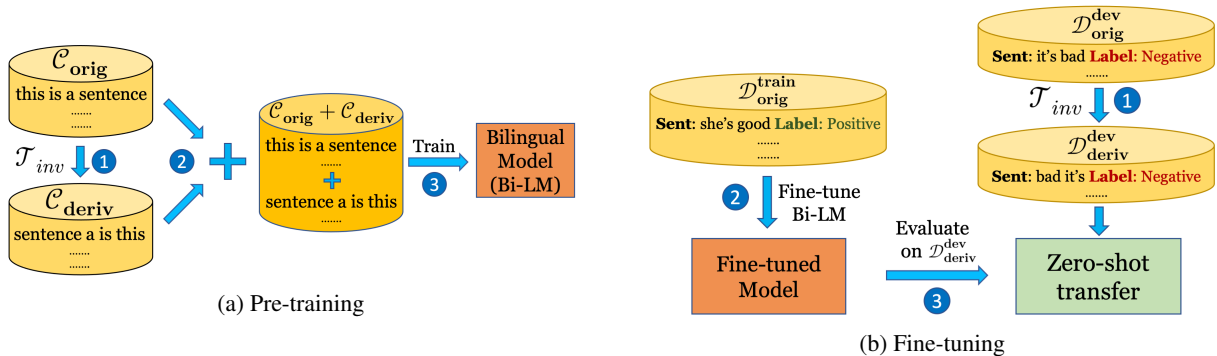 C_orig
this is a sentence
.......
.......
T_inv 1
C_deriv
sentence a is this
.......
.......
2
C_orig + C_deriv
this is a sentence
.......
sentence a is this
.......
Train
3
Bilingual
Model
(Bi-LM)
(a) Pre-training
D_orig^train
Sent: she's good Label: Positive
.......
.......
2
Fine-tune
Bi-LM
Fine-tuned
Model
Evaluate
on D_deriv^dev
3
D_orig^dev
Sent: it's bad Label: Negative
.......
T_inv 1
D_deriv^dev
Sent: bad it's Label: Negative
.......
Zero-shot
transfer
(b) Fine-tuning